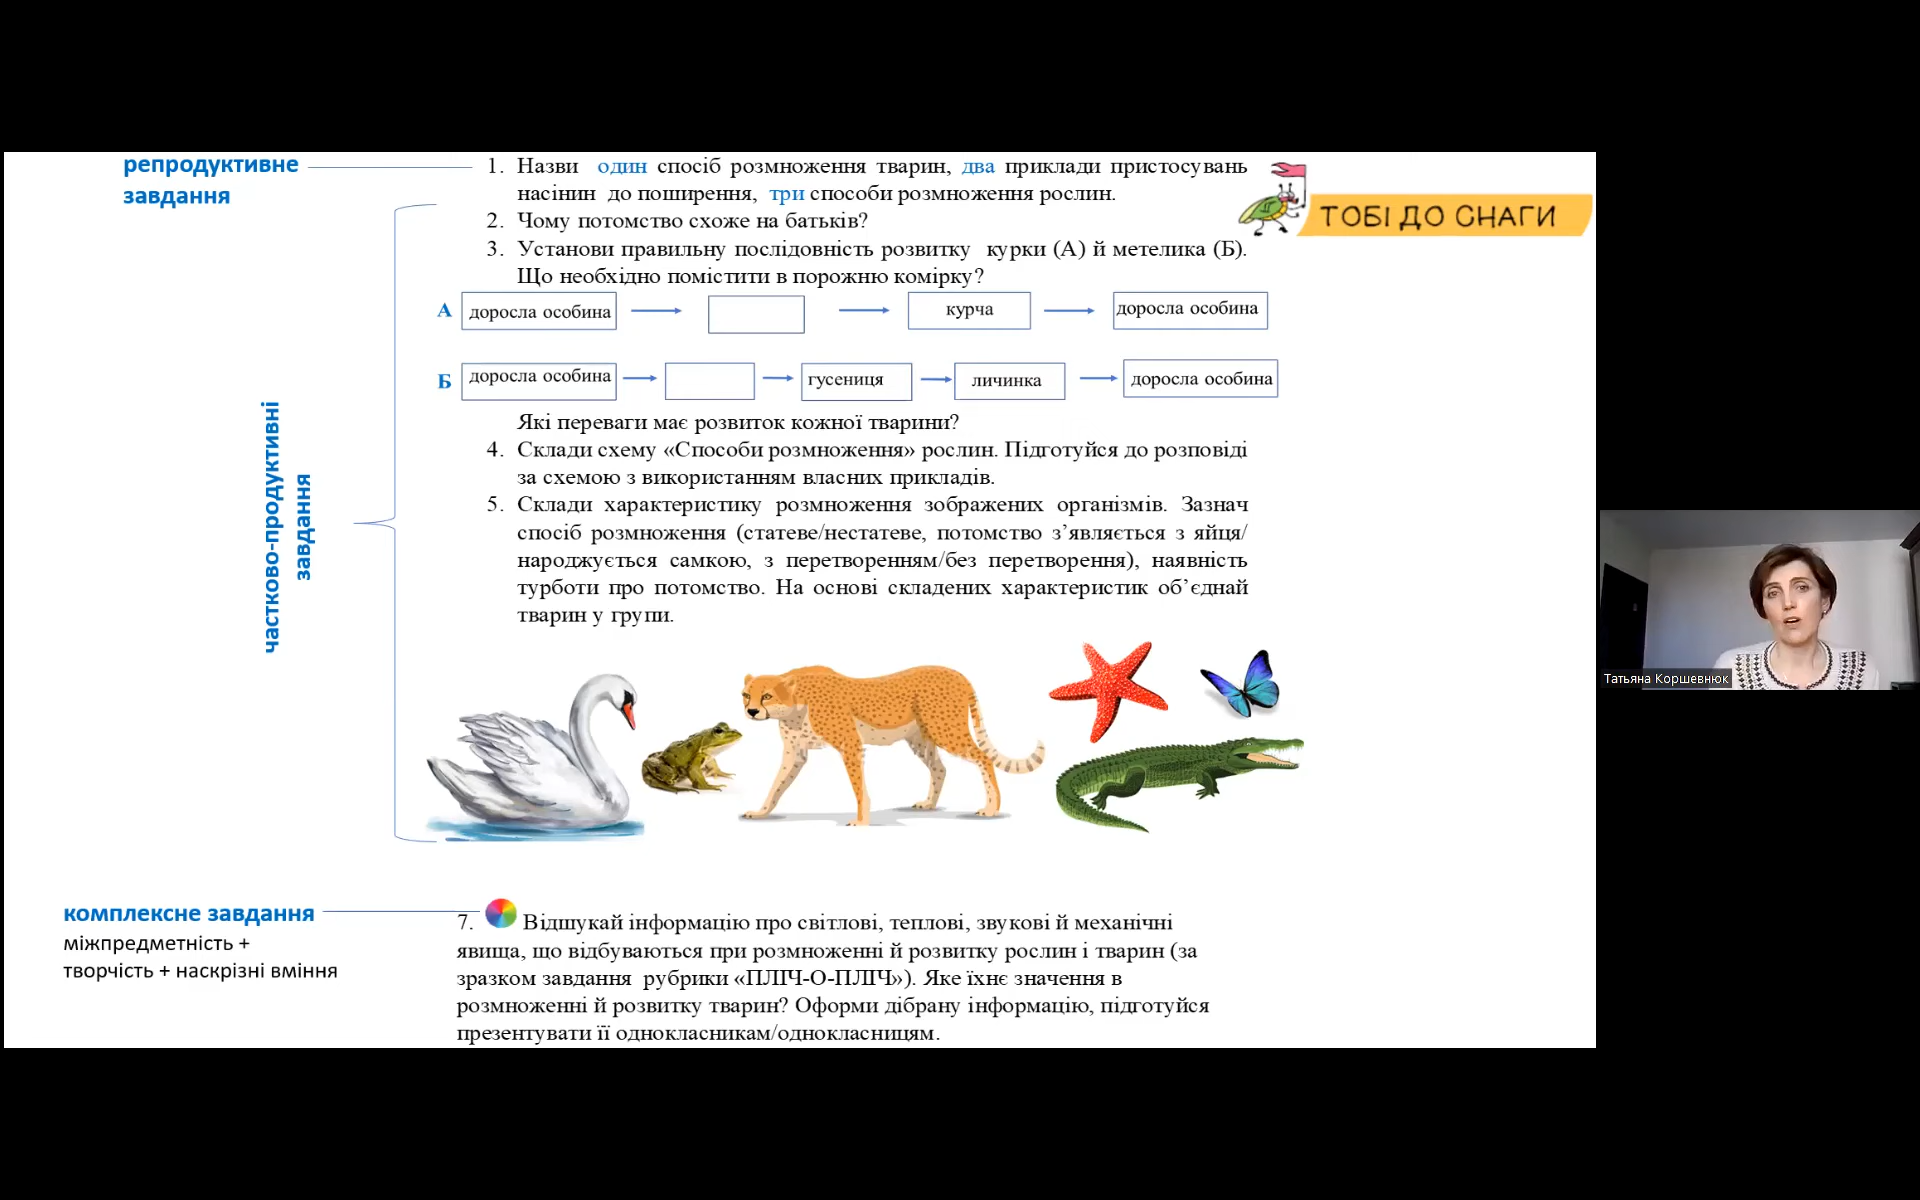 репродуктивне
завдання
1. Назви один спосіб розмноження тварин, два приклади пристосувань
насінин до поширення, три способи розмноження рослин.
2. Чому потомство схоже на батьків?
3. Установи правильну послідовність розвитку курки (А) й метелика (Б).
Що необхідно помістити в порожню комірку?
ТОБІ ДО СНАГИ
А доросла особина курча доросла особина
Б доросла особина гусениця личинка доросла особина
частково-продуктивні
завдання
Які переваги має розвиток кожної тварини?
4. Склади схему «Способи розмноження» рослин. Підготуйся до розповіді
за схемою з використанням власних прикладів.
5. Склади характеристику розмноження зображених організмів. Зазнач
спосіб розмноження (статеве/нестатеве, потомство з’являється з яйця/
народжується самкою, з перетворенням/без перетворення), наявність
турботи про потомство. На основі складених характеристик об’єднай
тварин у групи.
Татьяна Коршевнюк
комплексне завдання
міжпредметність +
творчість + наскрізні вміння
7. Відшукай інформацію про світлові, теплові, звукові й механічні
явища, що відбуваються при розмноженні й розвитку рослин і тварин (за
зразком завдання рубрики «ПЛІЧ-О-ПЛІЧ»). Яке їхнє значення в
розмноженні й розвитку тварин? Оформи дібрану інформацію, підготуйся
презентувати її однокласникам/однокласницям.